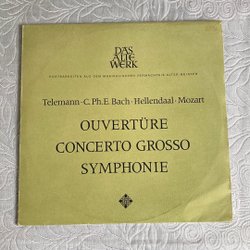 DAS
ALTE
WERK
Telemann · C. Ph. E. Bach · Hellendaal · Mozart
OUVERTÜRE
CONCERTO GROSSO
SYMPHONIE